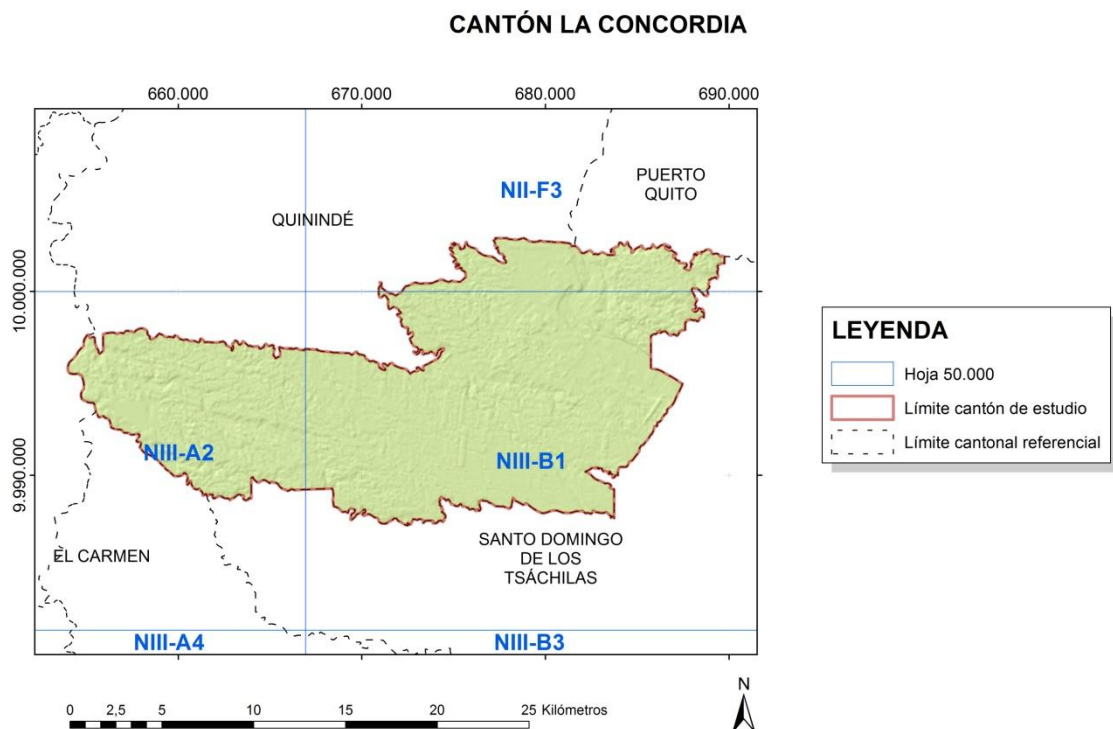 CANTÓN LA CONCORDIA
660.000
670.000
680.000
690.000
10.000.000
9.990.000
NII-F3
PUERTO
QUITO
QUININDÉ
NIII-A2
NIII-B1
SANTO DOMINGO
DE LOS
TSÁCHILAS
EL CARMEN
NIII-A4
NIII-B3
LEYENDA
Hoja 50.000
Límite cantón de estudio
Límite cantonal referencial
0 2,5 5 10 15 20 25 Kilómetros
N